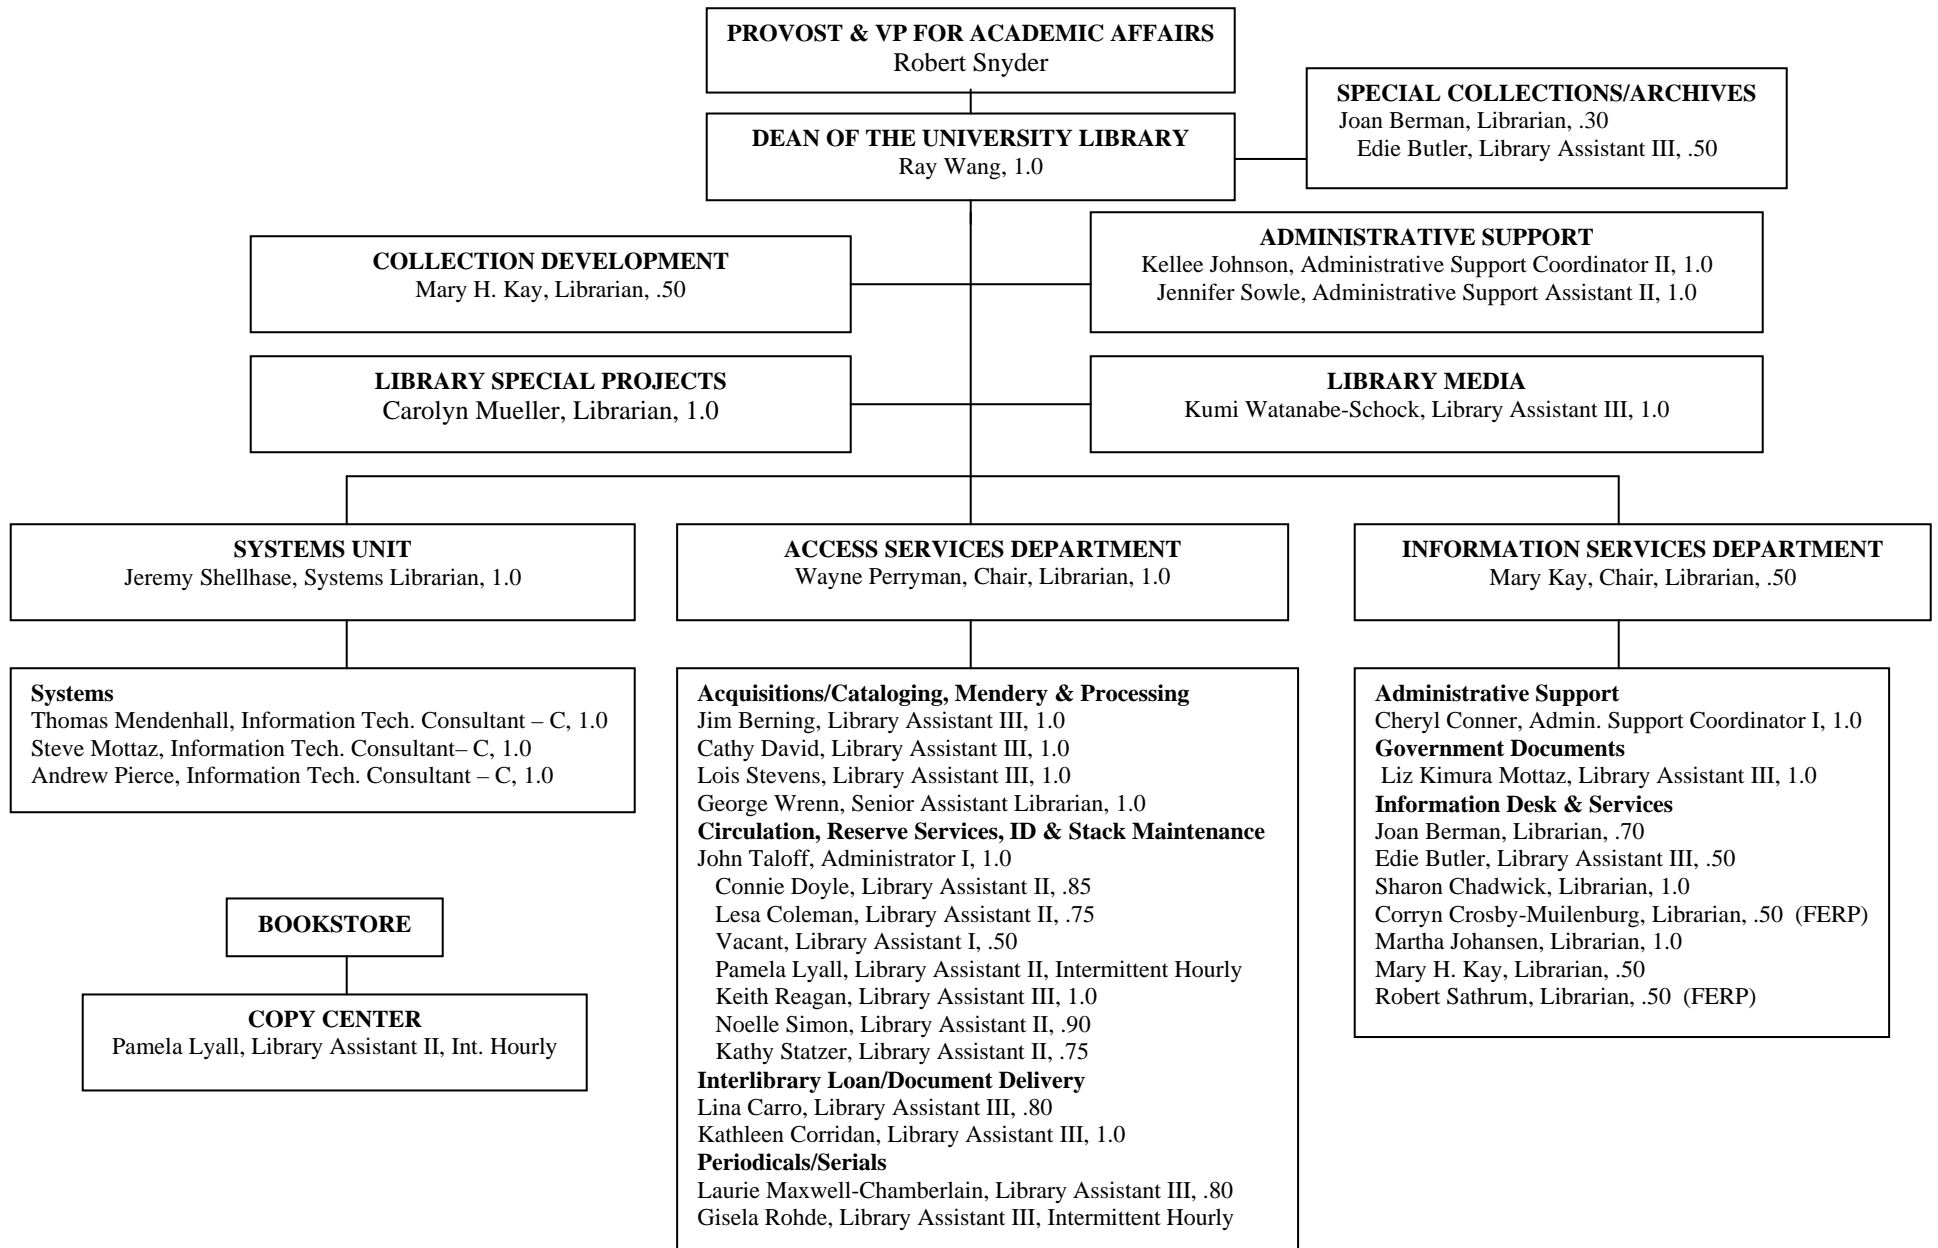 PROVOST & VP FOR ACADEMIC AFFAIRS
Robert Snyder
SPECIAL COLLECTIONS/ARCHIVES
Joan Berman, Librarian, .30
Edie Butler, Library Assistant III, .50
DEAN OF THE UNIVERSITY LIBRARY
Ray Wang, 1.0
COLLECTION DEVELOPMENT
Mary H. Kay, Librarian, .50
ADMINISTRATIVE SUPPORT
Kellee Johnson, Administrative Support Coordinator II, 1.0
Jennifer Sowle, Administrative Support Assistant II, 1.0
LIBRARY SPECIAL PROJECTS
Carolyn Mueller, Librarian, 1.0
LIBRARY MEDIA
Kumi Watanabe-Schock, Library Assistant III, 1.0
SYSTEMS UNIT
Jeremy Shellhase, Systems Librarian, 1.0
ACCESS SERVICES DEPARTMENT
Wayne Perryman, Chair, Librarian, 1.0
INFORMATION SERVICES DEPARTMENT
Mary Kay, Chair, Librarian, .50
Systems
Thomas Mendenhall, Information Tech. Consultant – C, 1.0
Steve Mottaz, Information Tech. Consultant– C, 1.0
Andrew Pierce, Information Tech. Consultant – C, 1.0
BOOKSTORE
COPY CENTER
Pamela Lyall, Library Assistant II, Int. Hourly
Acquisitions/Cataloging, Mendery & Processing
Jim Berning, Library Assistant III, 1.0
Cathy David, Library Assistant III, 1.0
Lois Stevens, Library Assistant III, 1.0
George Wrenn, Senior Assistant Librarian, 1.0
Circulation, Reserve Services, ID & Stack Maintenance
John Taloff, Administrator I, 1.0
Connie Doyle, Library Assistant II, .85
Lesa Coleman, Library Assistant II, .75
Vacant, Library Assistant I, .50
Pamela Lyall, Library Assistant II, Intermittent Hourly
Keith Reagan, Library Assistant III, 1.0
Noelle Simon, Library Assistant II, .90
Kathy Statzer, Library Assistant II, .75
Interlibrary Loan/Document Delivery
Lina Carro, Library Assistant III, .80
Kathleen Corridan, Library Assistant III, 1.0
Periodicals/Serials
Laurie Maxwell-Chamberlain, Library Assistant III, .80
Gisela Rohde, Library Assistant III, Intermittent Hourly
Administrative Support
Cheryl Conner, Admin. Support Coordinator I, 1.0
Government Documents
Liz Kimura Mottaz, Library Assistant III, 1.0
Information Desk & Services
Joan Berman, Librarian, .70
Edie Butler, Library Assistant III, .50
Sharon Chadwick, Librarian, 1.0
Corryn Crosby-Muilenburg, Librarian, .50 (FERP)
Martha Johansen, Librarian, 1.0
Mary H. Kay, Librarian, .50
Robert Sathrum, Librarian, .50 (FERP)